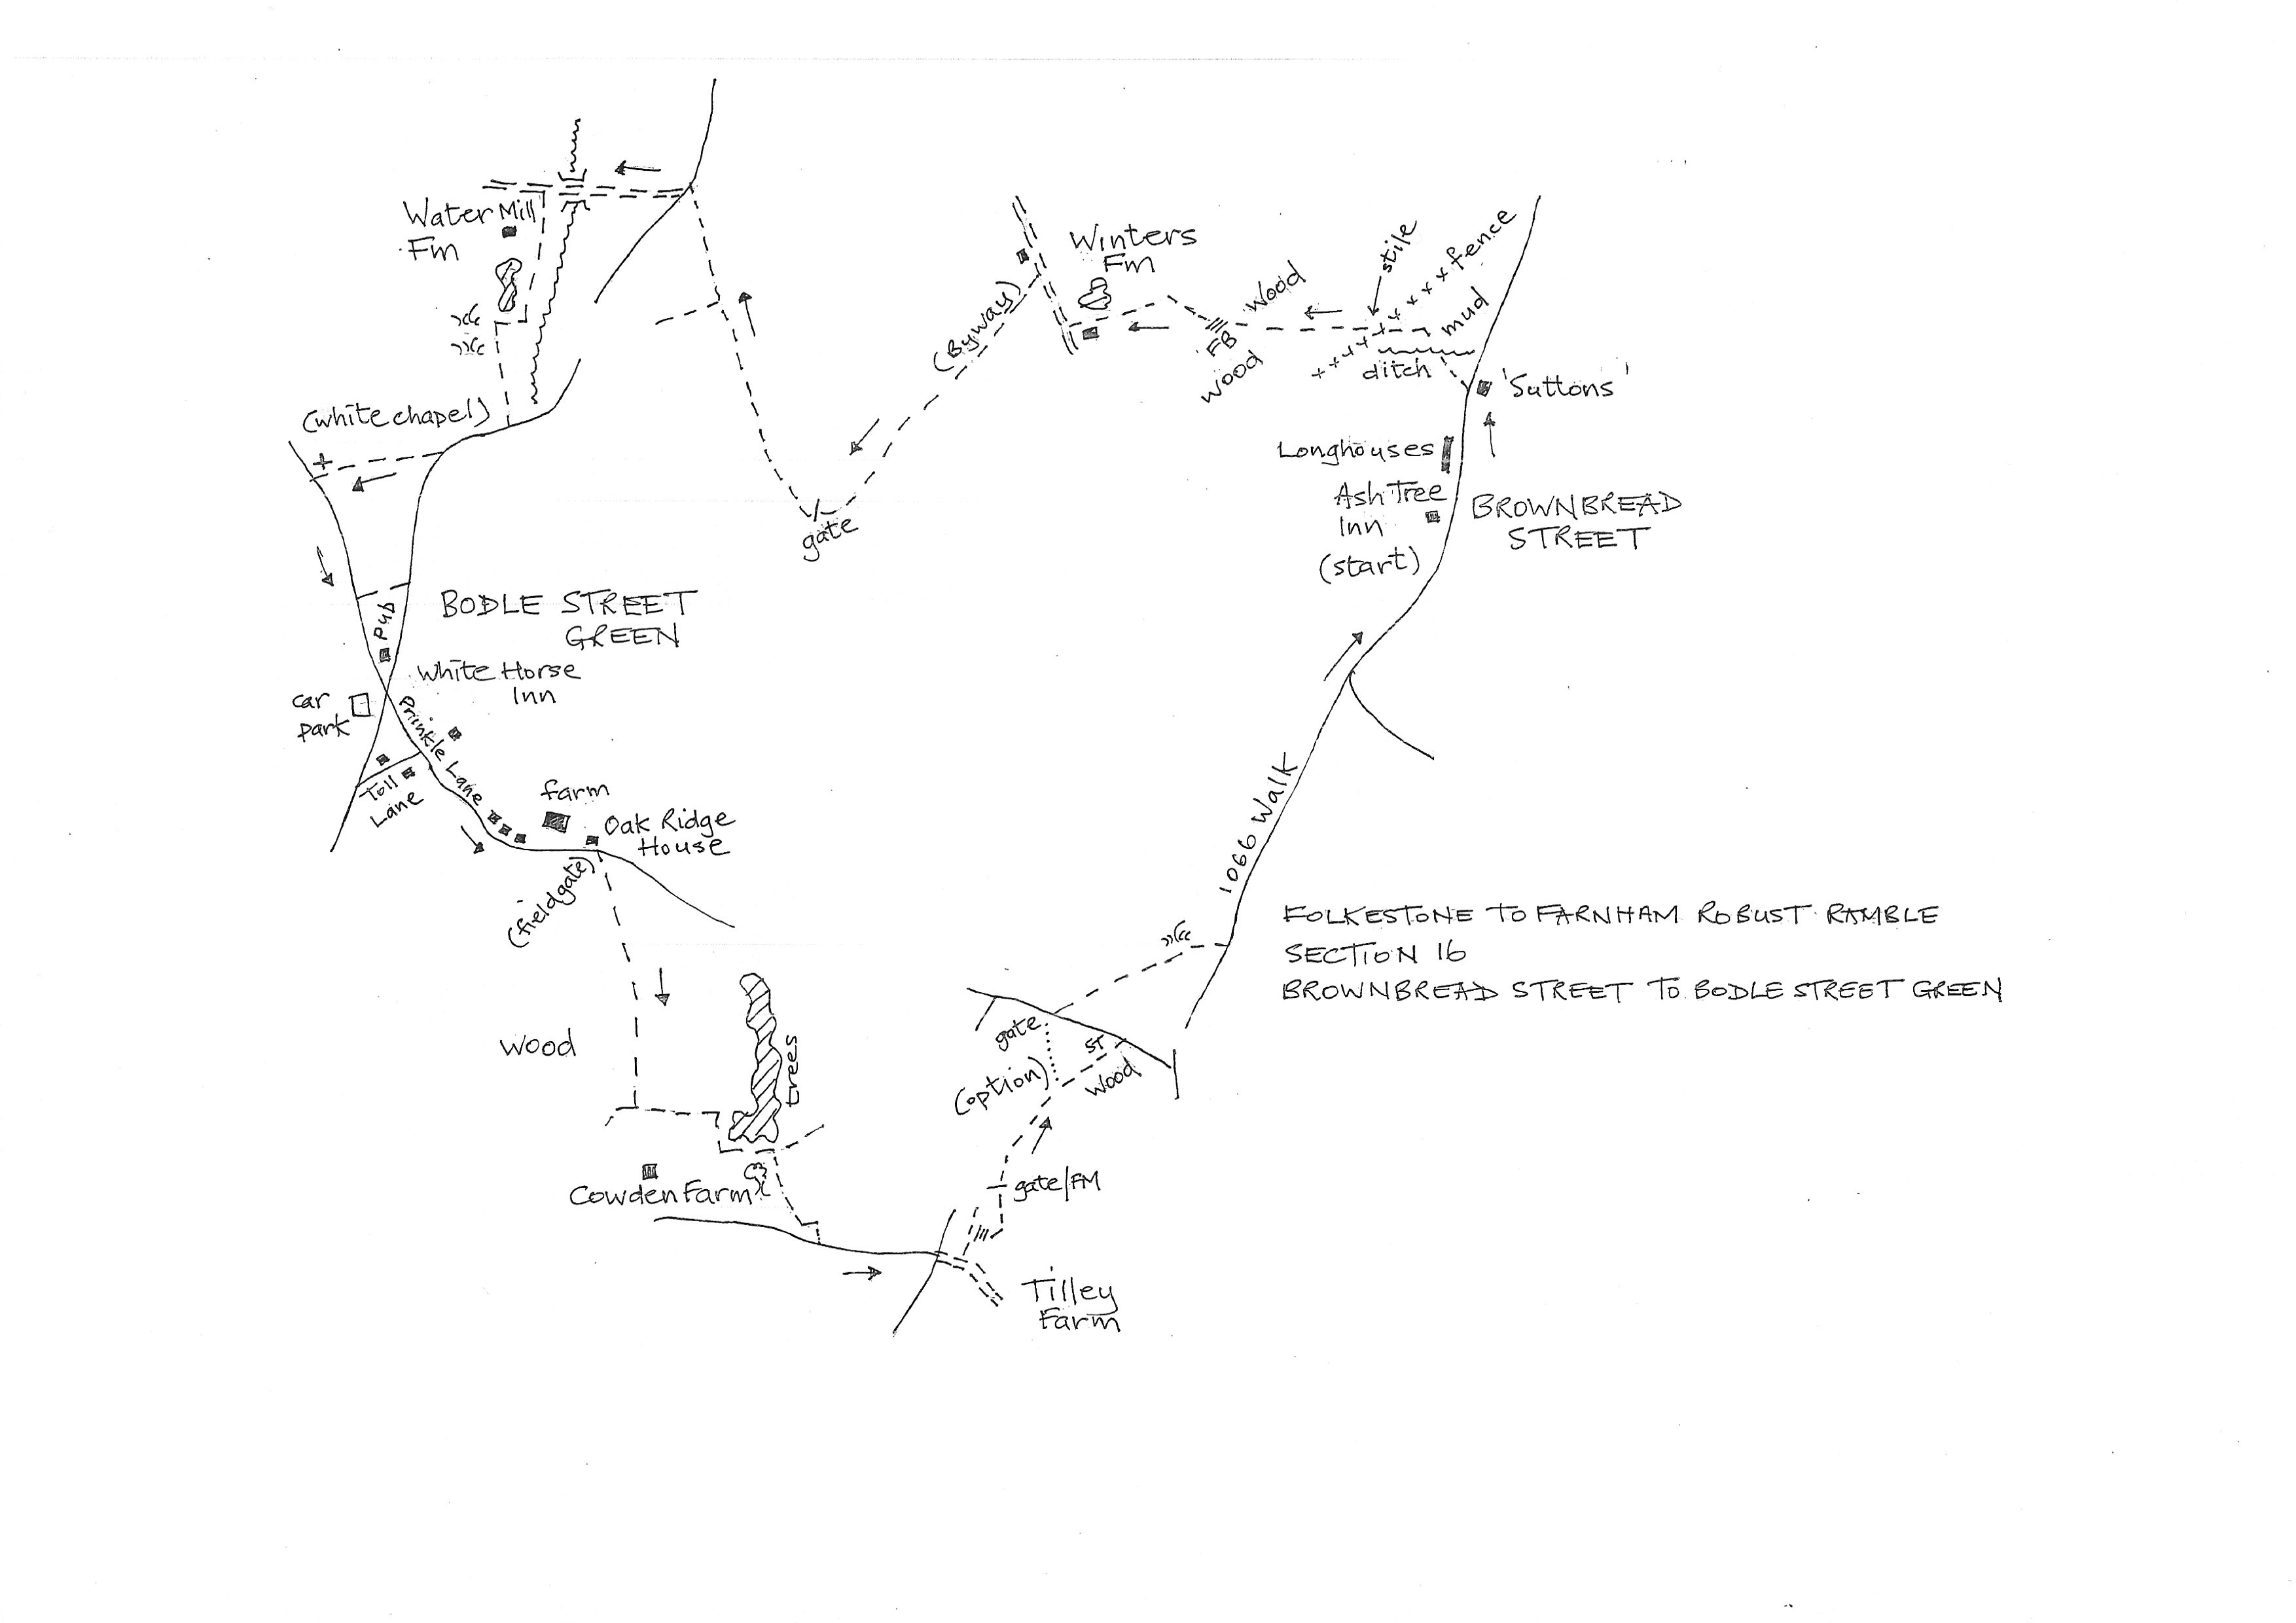 Water Mill
Fm
(white chapel)
Winters
Fm
(Byway)
gate
Wood
FB
wood
stile
fence
mud
ditch
'Suttons'
Longhouses
Ash Tree
Inn
(start)
BROWNBREAD
STREET
BODLE STREET
GREEN
Pub
White Horse
Inn
Car
Park
Prinkle Lane
Toll
Lane
farm
Oak Ridge
House
(fieldgate)
Wood
trees
Cowden Farm
Tilley
Farm
gate/FM
(option)
gate
ST
Wood
1066 Walk
FOLKESTONE TO FARNHAM ROBUST RAMBLE
SECTION 16
BROWNBREAD STREET TO BODLE STREET GREEN